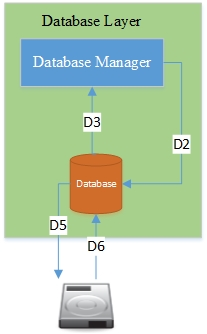 Database Layer
Database Manager
D3
D2
Database
D5
D6